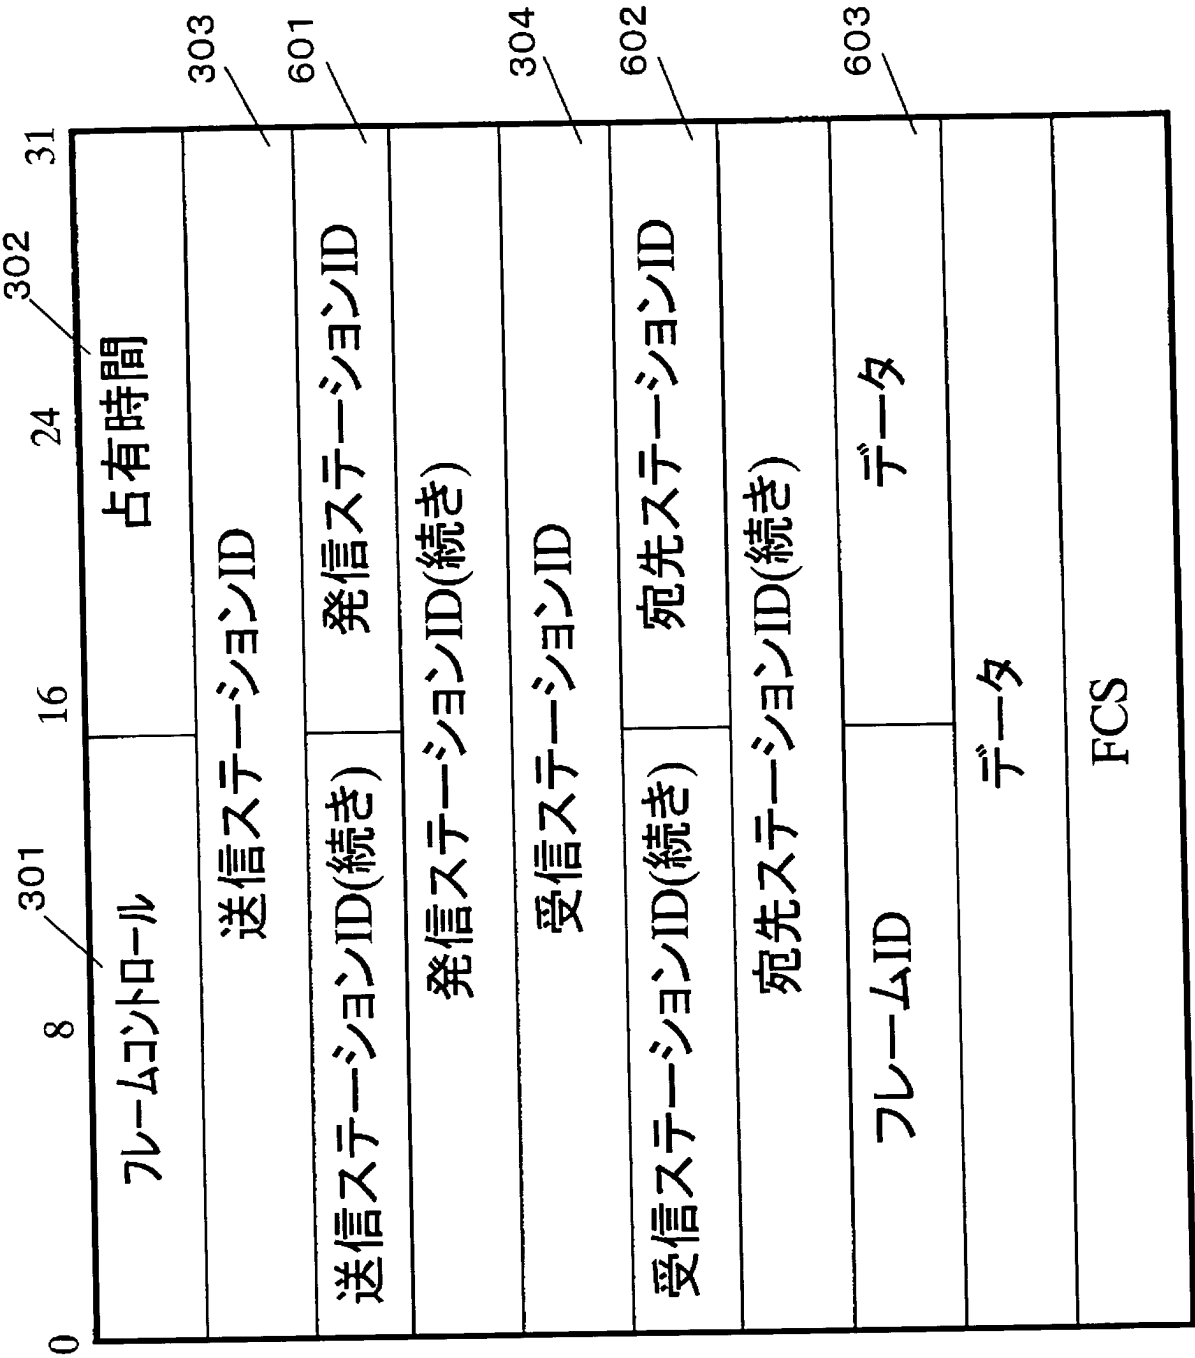 0 8 16 24 31
301
302
フレームコントロール 占有時間
303
送信ステーションID
601
送信ステーションID(続き) 発信ステーションID
発信ステーションID(続き)
304
受信ステーションID
602
受信ステーションID(続き) 宛先ステーションID
宛先ステーションID(続き)
603
フレームID データ
データ
FCS